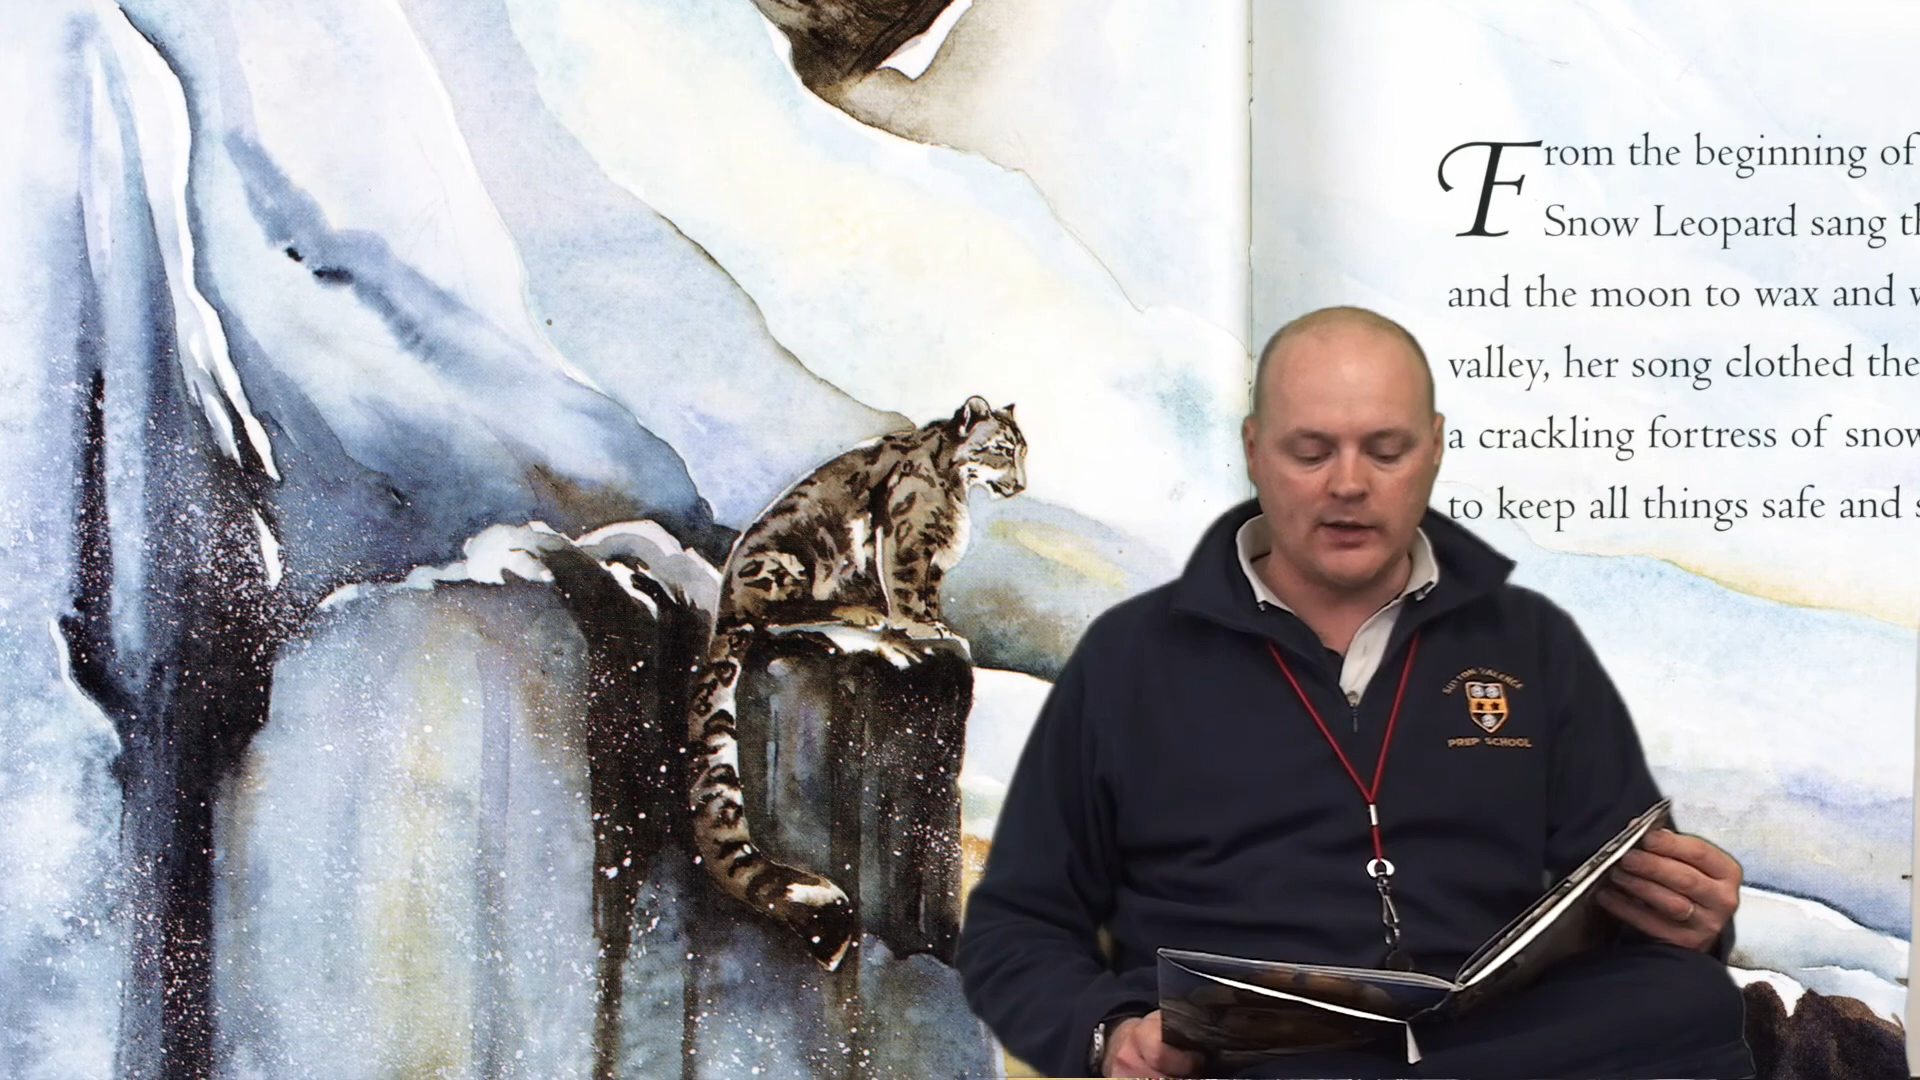 From the beginning of
Snow Leopard sang
and the moon to wax and
valley, her song clothed the
a crackling fortress of snow
to keep all things safe and
SUTTON VALENCE
PREP SCHOOL